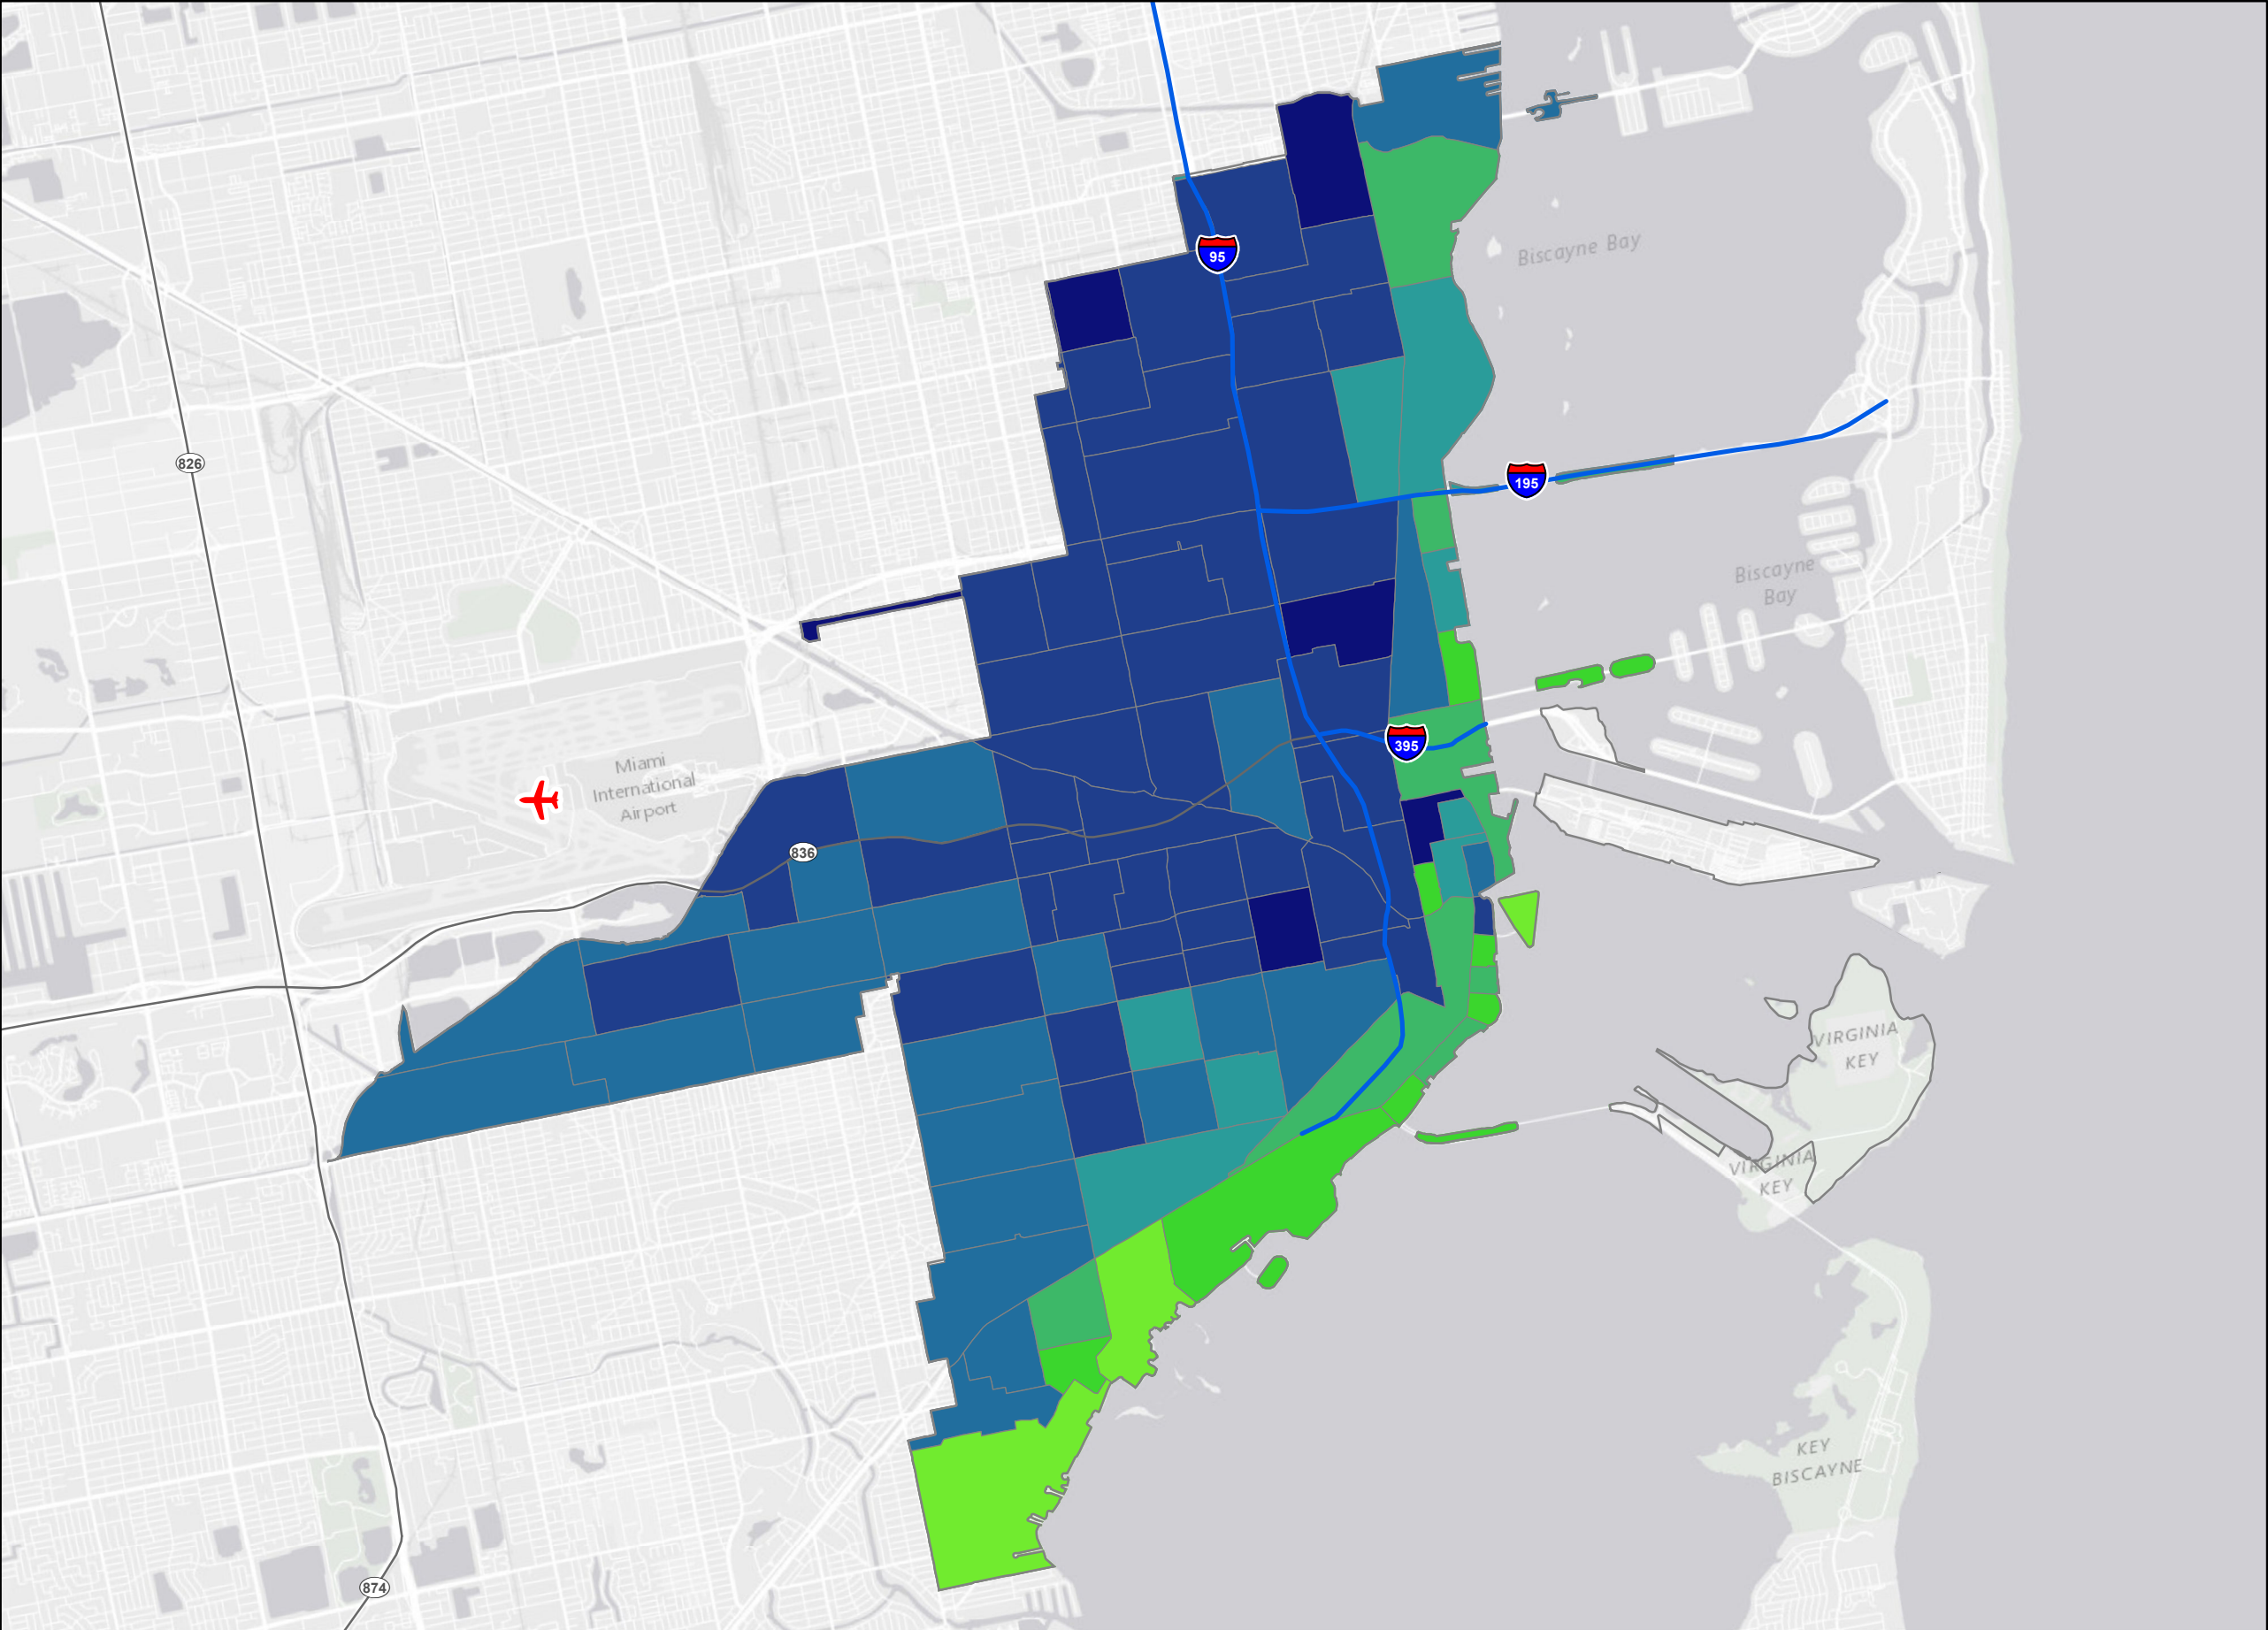 95
Biscayne Bay
826
195
Biscayne
Bay
395
Miami
International
Airport
836
VIRGINIA
KEY
VIRGINIA
KEY
KEY
BISCAYNE
874